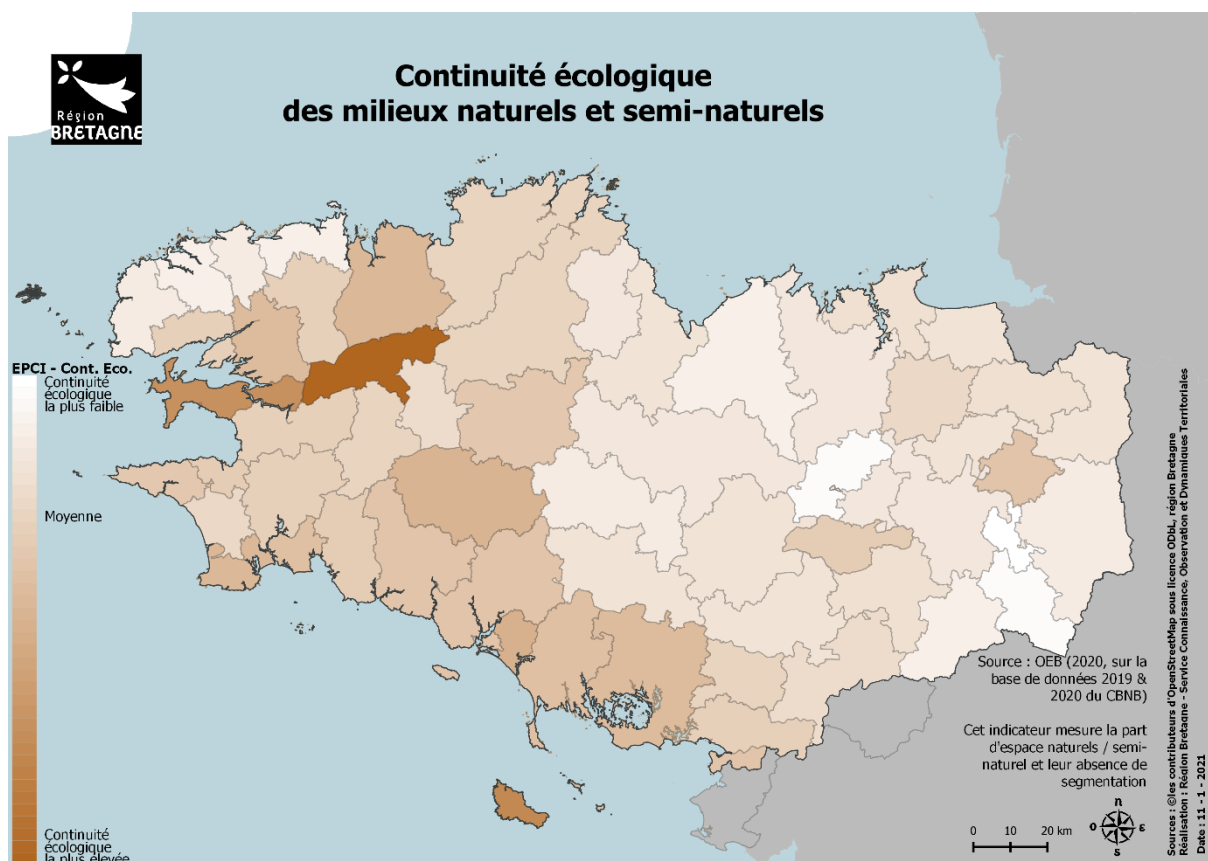 Région
BRETAGNE
Continuité écologique
des milieux naturels et semi-naturels
EPCI - Cont. Eco.
Continuité
écologique
la plus faible
Moyenne
Continuité
écologique
la plus élevée
Source : OEB (2020, sur la
base de données 2019 &
2020 du CBNB)
Cet indicateur mesure la part
d'espace naturels / semi-
naturel et leur absence de
segmentation
0 10 20 km
n
o ε
s
Sources : ©les contributeurs d'OpenStreetMap sous licence ODbL, région Bretagne
Réalisation : Région Bretagne - Service Connaissance, Observation et Dynamiques Territoriales
Date : 11 - 1 - 2021